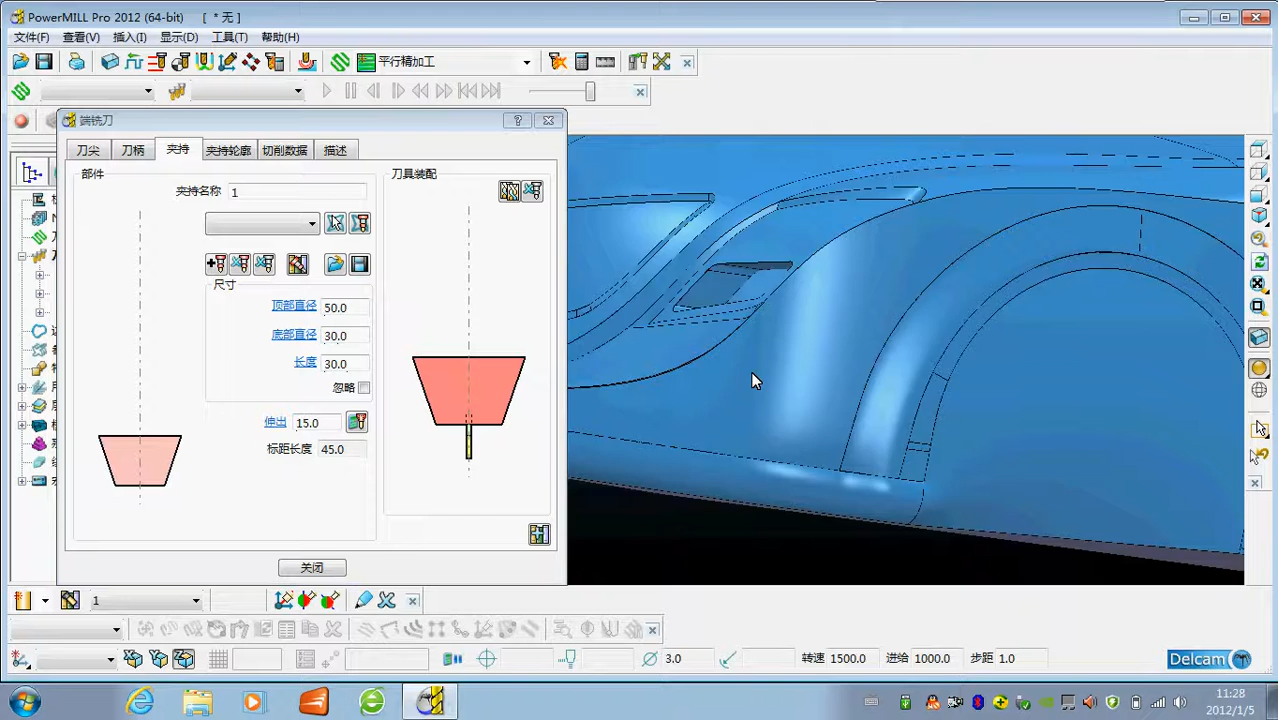 PowerMILL Pro 2012 (64-bit)    [ * 无 ]
文件(F) 查看(V) 插入(I) 显示(D) 工具(T) 帮助(H)
平行精加工
端铣刀
刀尖 刀柄 夹持 夹持轮廓 切削数据 描述
部件
夹持名称 1
尺寸
顶部直径 50.0
底部直径 30.0
长度 30.0
忽略
伸出 15.0
标距长度 45.0
刀具装配
关闭
1
3.0 转速 1500.0 进给 1000.0 步距 1.0
Delcam
11:28
2012/1/5